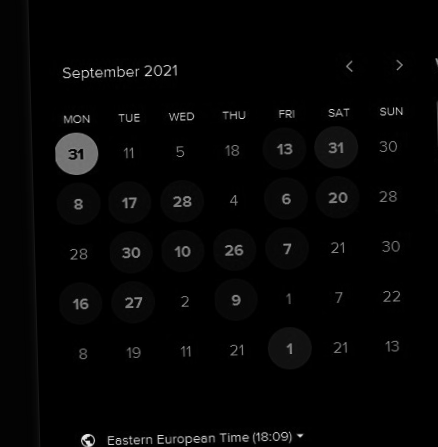 September 2021
MON TUE WED THU FRI SAT SUN
31 11 5 18 13 31 30
8 17 28 4 6 20 28
28 30 10 26 7 21 30
16 27 2 9 1 7 22
8 19 11 21 1 21 13
Eastern European Time (18:09)